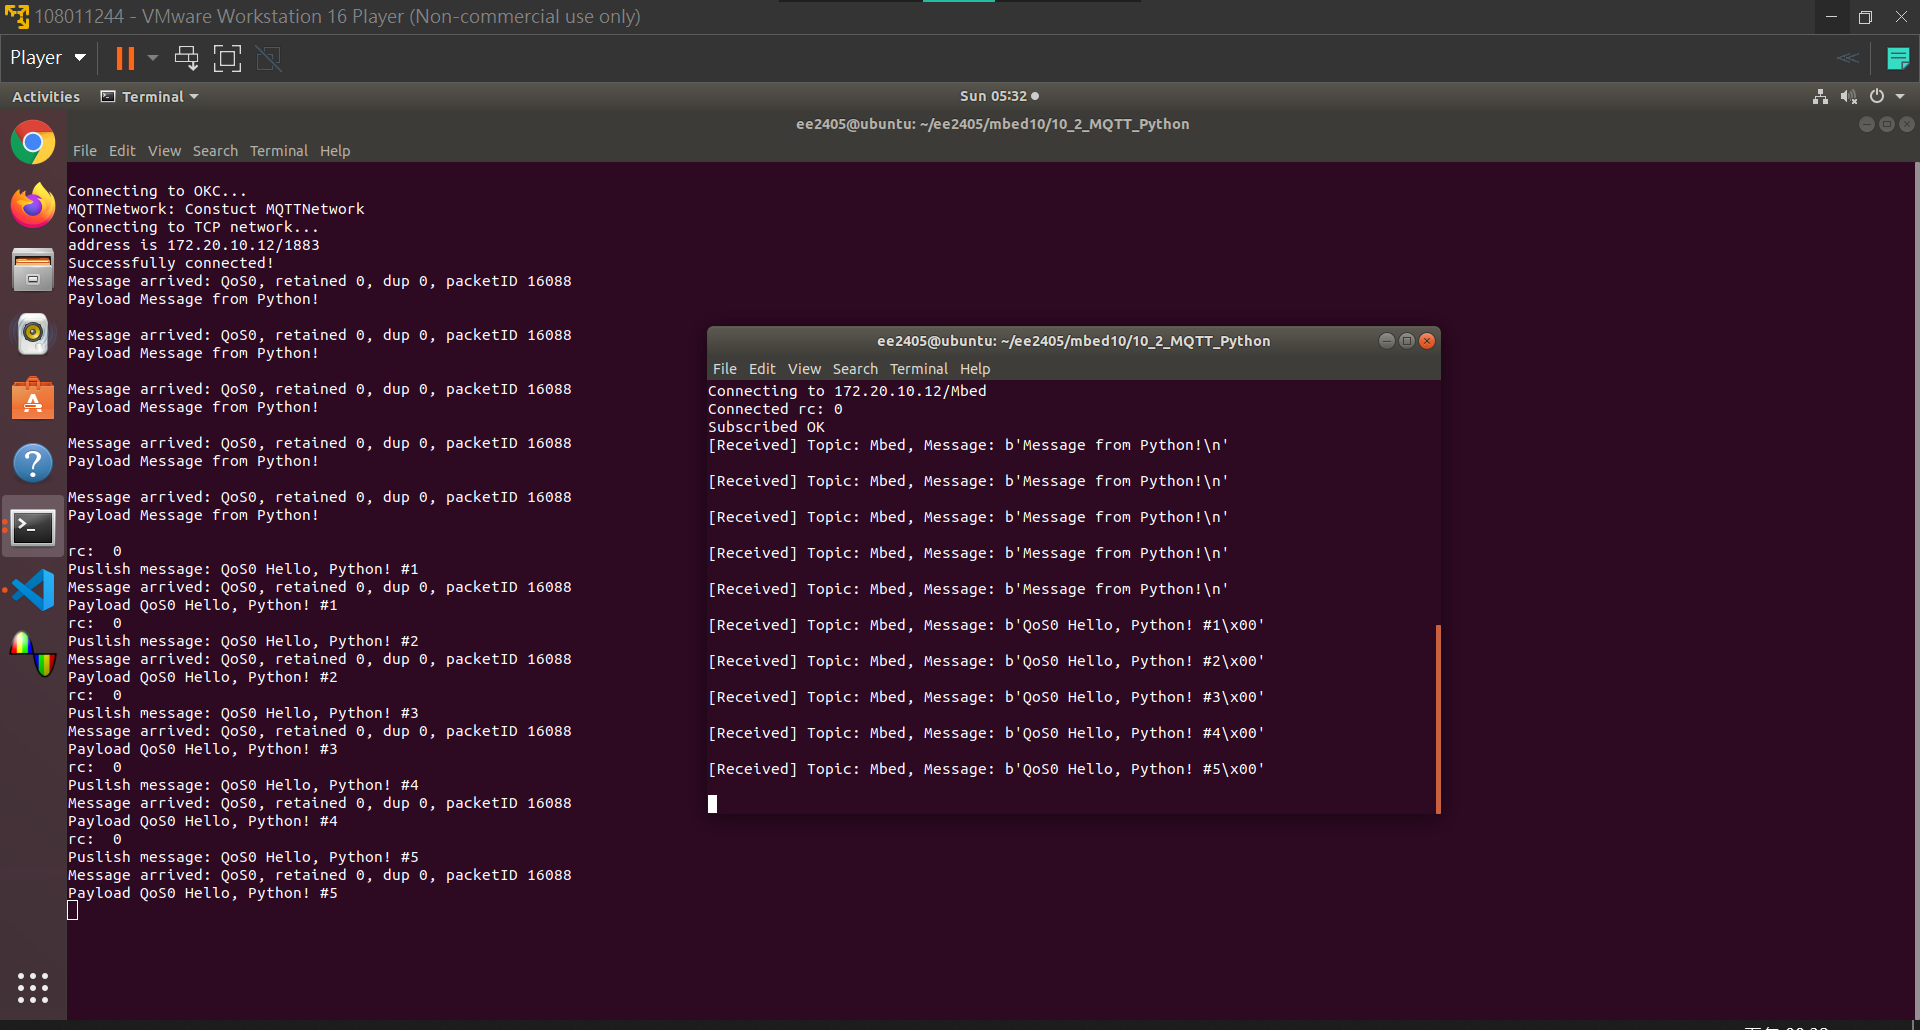 108011244 - VMware Workstation 16 Player (Non-commercial use only)
Player
Activities
Terminal
Sun 05:32
ee2405@ubuntu: ~/ee2405/mbed10/10_2_MQTT_Python
File Edit View Search Terminal Help
Connecting to OKC...
MQTTNetwork: Constuct MQTTNetwork
Connecting to TCP network...
address is 172.20.10.12/1883
Successfully connected!
Message arrived: QoS0, retained 0, dup 0, packetID 16088
Payload Message from Python!
Message arrived: QoS0, retained 0, dup 0, packetID 16088
Payload Message from Python!
Message arrived: QoS0, retained 0, dup 0, packetID 16088
Payload Message from Python!
Message arrived: QoS0, retained 0, dup 0, packetID 16088
Payload Message from Python!
Message arrived: QoS0, retained 0, dup 0, packetID 16088
Payload Message from Python!
rc:  0
Puslish message: QoS0 Hello, Python! #1
Message arrived: QoS0, retained 0, dup 0, packetID 16088
Payload QoS0 Hello, Python! #1
rc:  0
Puslish message: QoS0 Hello, Python! #2
Message arrived: QoS0, retained 0, dup 0, packetID 16088
Payload QoS0 Hello, Python! #2
rc:  0
Puslish message: QoS0 Hello, Python! #3
Message arrived: QoS0, retained 0, dup 0, packetID 16088
Payload QoS0 Hello, Python! #3
rc:  0
Puslish message: QoS0 Hello, Python! #4
Message arrived: QoS0, retained 0, dup 0, packetID 16088
Payload QoS0 Hello, Python! #4
rc:  0
Puslish message: QoS0 Hello, Python! #5
Message arrived: QoS0, retained 0, dup 0, packetID 16088
Payload QoS0 Hello, Python! #5
ee2405@ubuntu: ~/ee2405/mbed10/10_2_MQTT_Python
File Edit View Search Terminal Help
Connecting to 172.20.10.12/Mbed
Connected rc: 0
Subscribed OK
[Received] Topic: Mbed, Message: b'Message from Python!\n'
[Received] Topic: Mbed, Message: b'Message from Python!\n'
[Received] Topic: Mbed, Message: b'Message from Python!\n'
[Received] Topic: Mbed, Message: b'Message from Python!\n'
[Received] Topic: Mbed, Message: b'Message from Python!\n'
[Received] Topic: Mbed, Message: b'QoS0 Hello, Python! #1\x00'
[Received] Topic: Mbed, Message: b'QoS0 Hello, Python! #2\x00'
[Received] Topic: Mbed, Message: b'QoS0 Hello, Python! #3\x00'
[Received] Topic: Mbed, Message: b'QoS0 Hello, Python! #4\x00'
[Received] Topic: Mbed, Message: b'QoS0 Hello, Python! #5\x00'